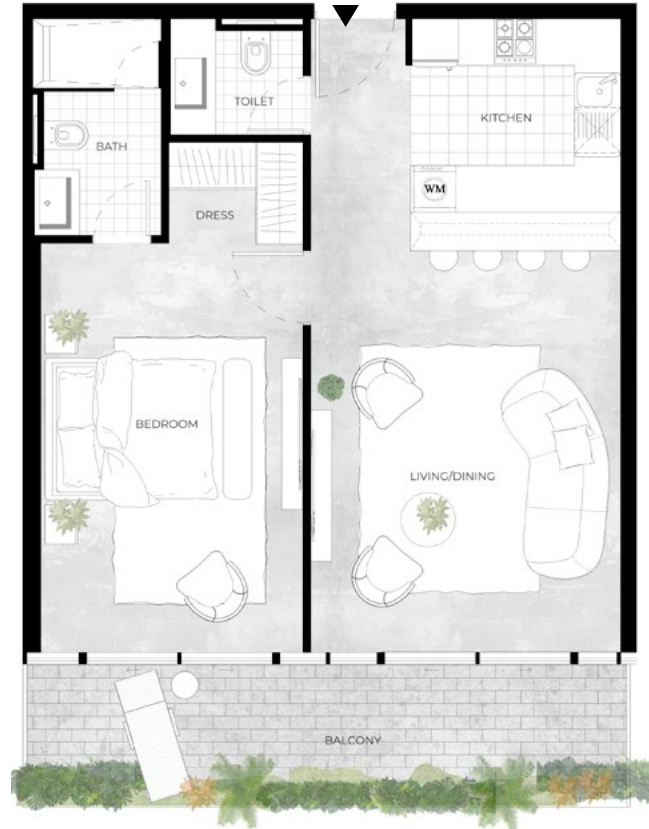 TOILET
KITCHEN
BATH
WM
DRESS
BEDROOM
LIVING/DINING
BALCONY